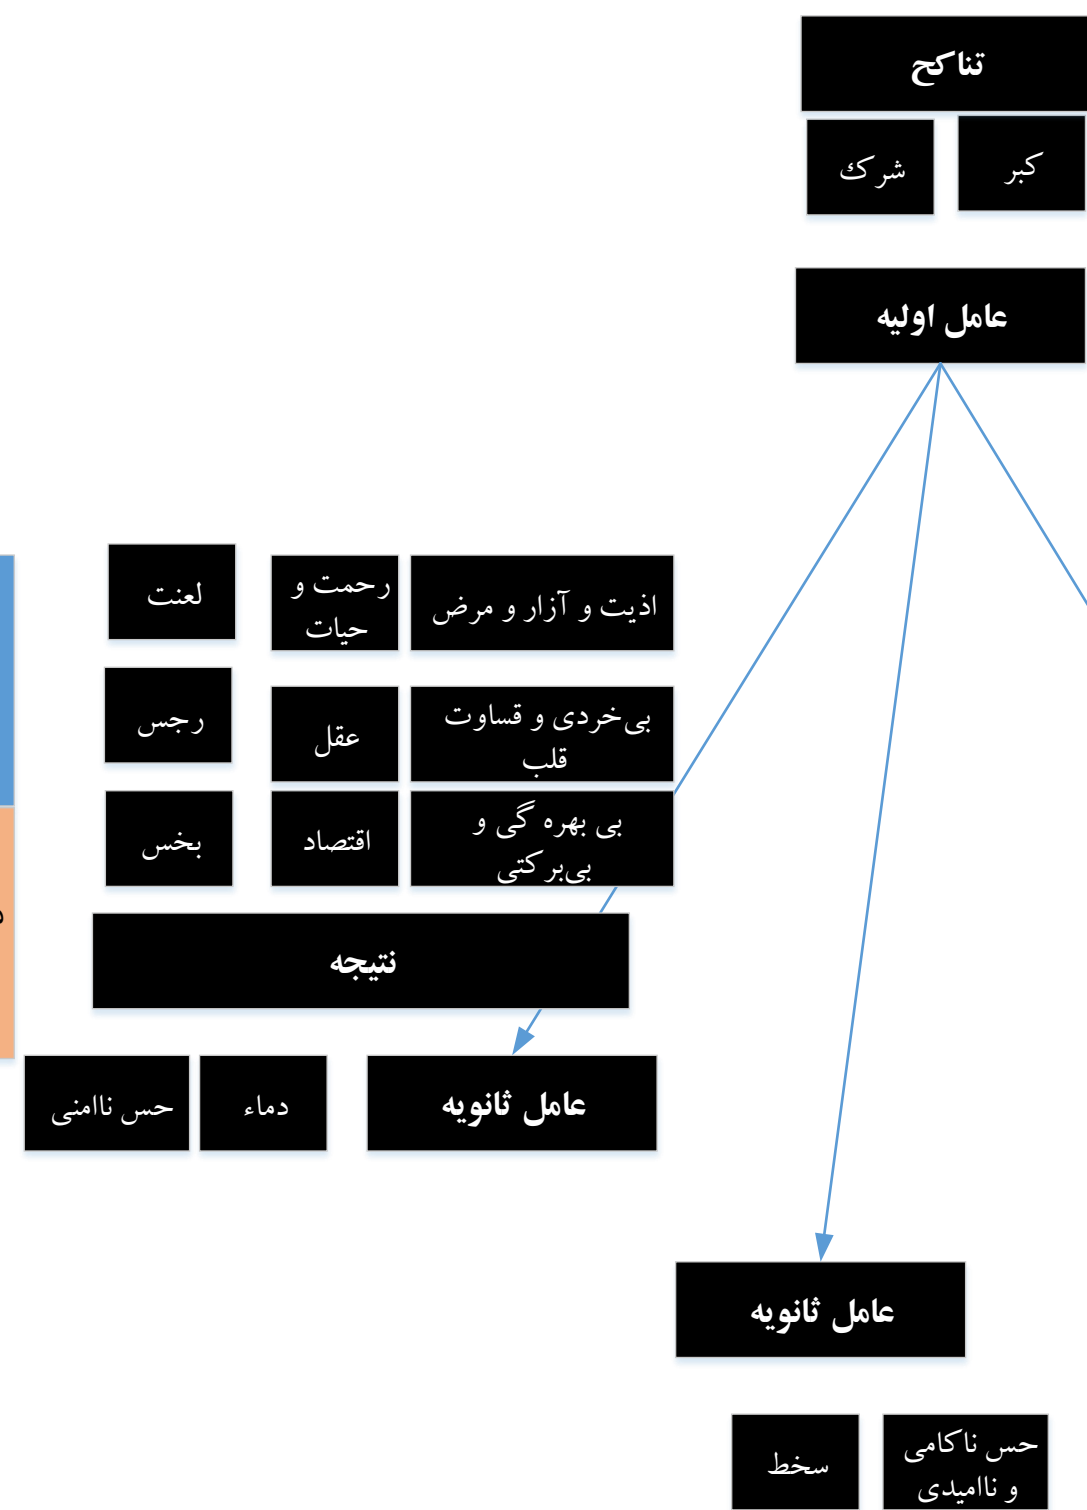 تناکح
کبر
شرک
عامل اولیه
اذیت و آزار و مرض
رحمت و
حیات
لعنت
بی‌خردی و قساوت
قلب
عقل
رجس
بی بهره گی و
بی‌برکتی
اقتصاد
بخس
نتیجه
عامل ثانویه
دماء
حس ناامنی
عامل ثانویه
حس ناکامی
و ناامیدی
سخط